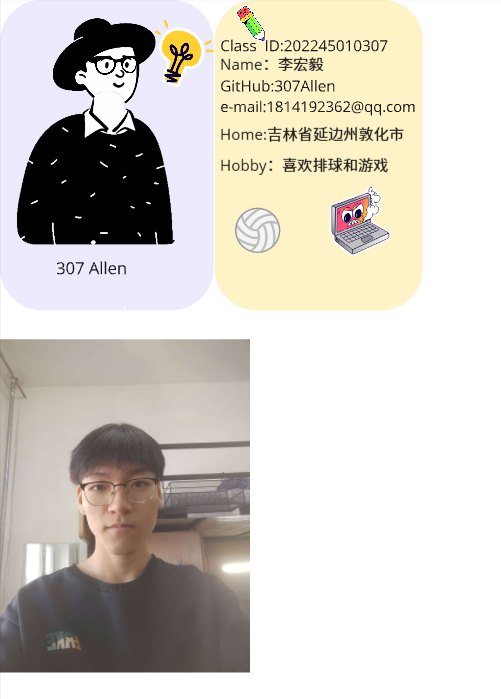 Class ID:202245010307
Name：李宏毅
GitHub:307Allen
e-mail:1814192362@qq.com
Home:吉林省延边州敦化市
Hobby：喜欢排球和游戏
307 Allen